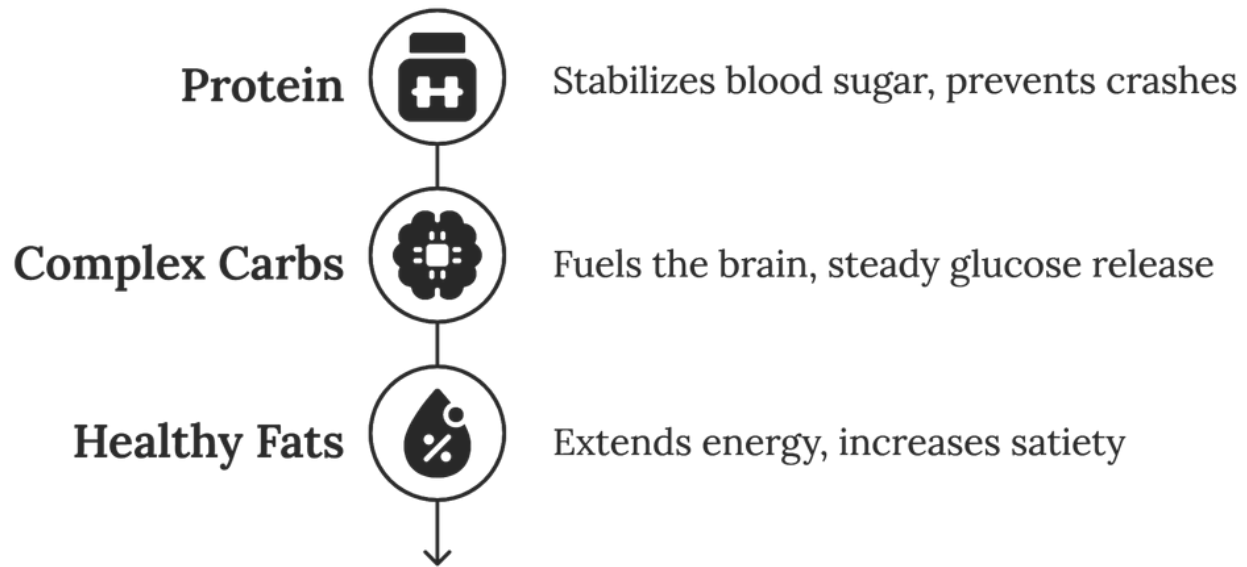 Protein
Stabilizes blood sugar, prevents crashes
Complex Carbs
Fuels the brain, steady glucose release
Healthy Fats
Extends energy, increases satiety